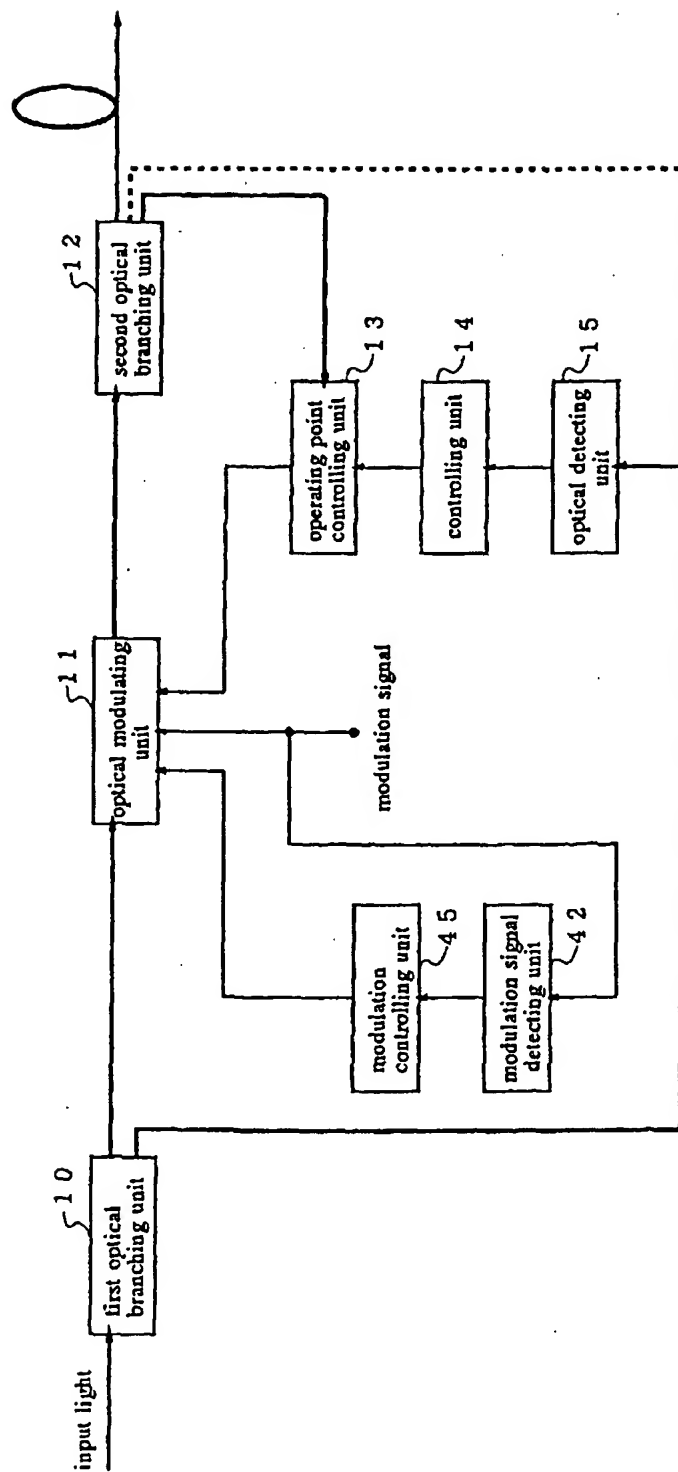 input light
10
first optical
branching unit
11
optical modulating
unit
12
second optical
branching unit
modulation signal
modulation
controlling unit
45
modulation signal
detecting unit
42
operating point
controlling unit
13
controlling unit
14
optical detecting
unit
15